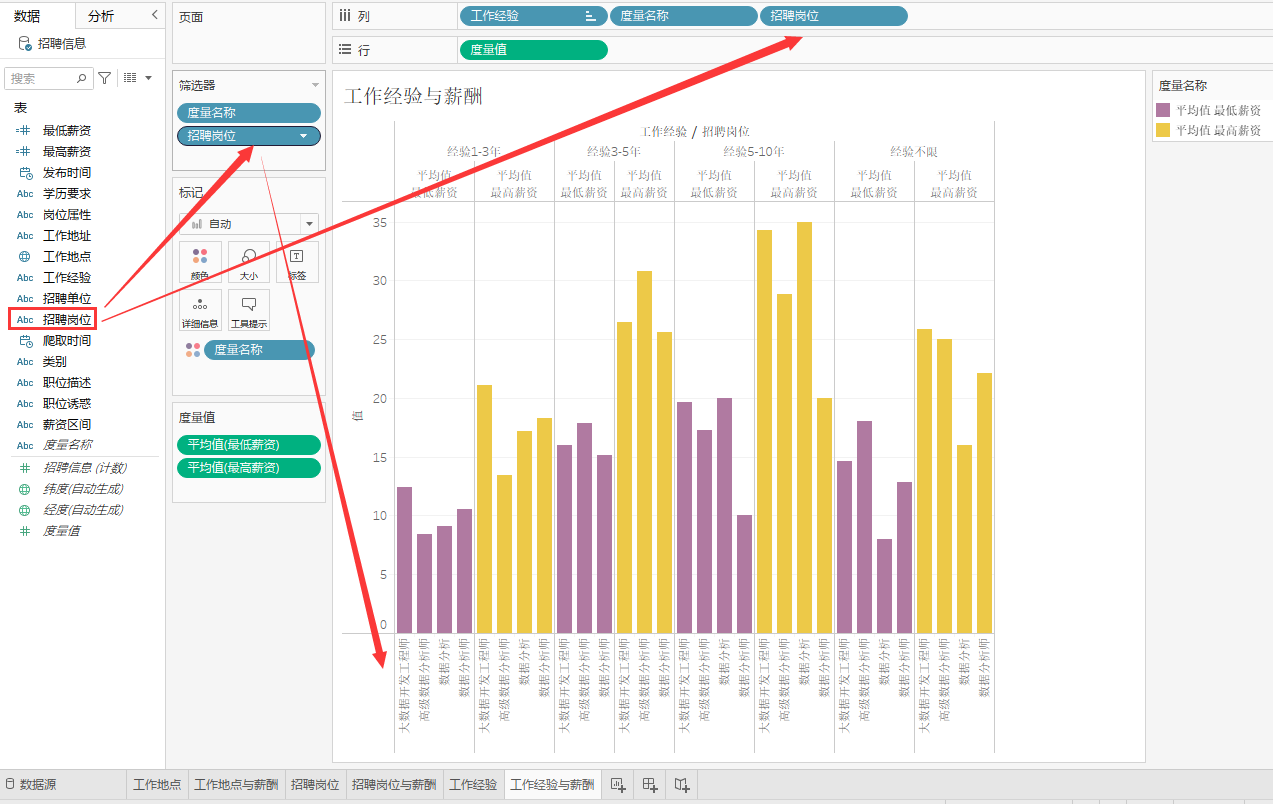 数据 分析
招聘信息
搜索
表
最低薪资
最高薪资
发布时间
Abc 学历要求
Abc 岗位属性
Abc 工作地址
工作地点
Abc 工作经验
Abc 招聘单位
Abc 招聘岗位
爬取时间
Abc 类别
Abc 职位描述
Abc 职位诱惑
Abc 薪资区间
Abc 度量名称
招聘信息 (计数)
纬度(自动生成)
经度(自动生成)
度量值
页面
筛选器
度量名称
招聘岗位
标记
自动
颜色 大小 标签
详细信息 工具提示
度量名称
度量值
平均值(最低薪资)
平均值(最高薪资)
列 工作经验 度量名称 招聘岗位
行 度量值
工作经验与薪酬
工作经验 / 招聘岗位
经验1-3年 经验3-5年 经验5-10年 经验不限
平均值 平均值 平均值 平均值 平均值 平均值 平均值 平均值
最低薪资 最高薪资 最低薪资 最高薪资 最低薪资 最高薪资 最低薪资 最高薪资
35
30
25
20
15
10
5
0
值
大数据开发工程师
高级数据分析师
数据分析
数据分析师
大数据开发工程师
高级数据分析师
数据分析
数据分析师
大数据开发工程师
高级数据分析师
数据分析师
大数据开发工程师
高级数据分析师
数据分析师
大数据开发工程师
高级数据分析师
数据分析
数据分析师
大数据开发工程师
高级数据分析师
数据分析
数据分析师
大数据开发工程师
高级数据分析师
数据分析
数据分析师
大数据开发工程师
高级数据分析师
数据分析
数据分析师
度量名称
平均值 最低薪资
平均值 最高薪资
数据源 工作地点 工作地点与薪酬 招聘岗位 招聘岗位与薪酬 工作经验 工作经验与薪酬